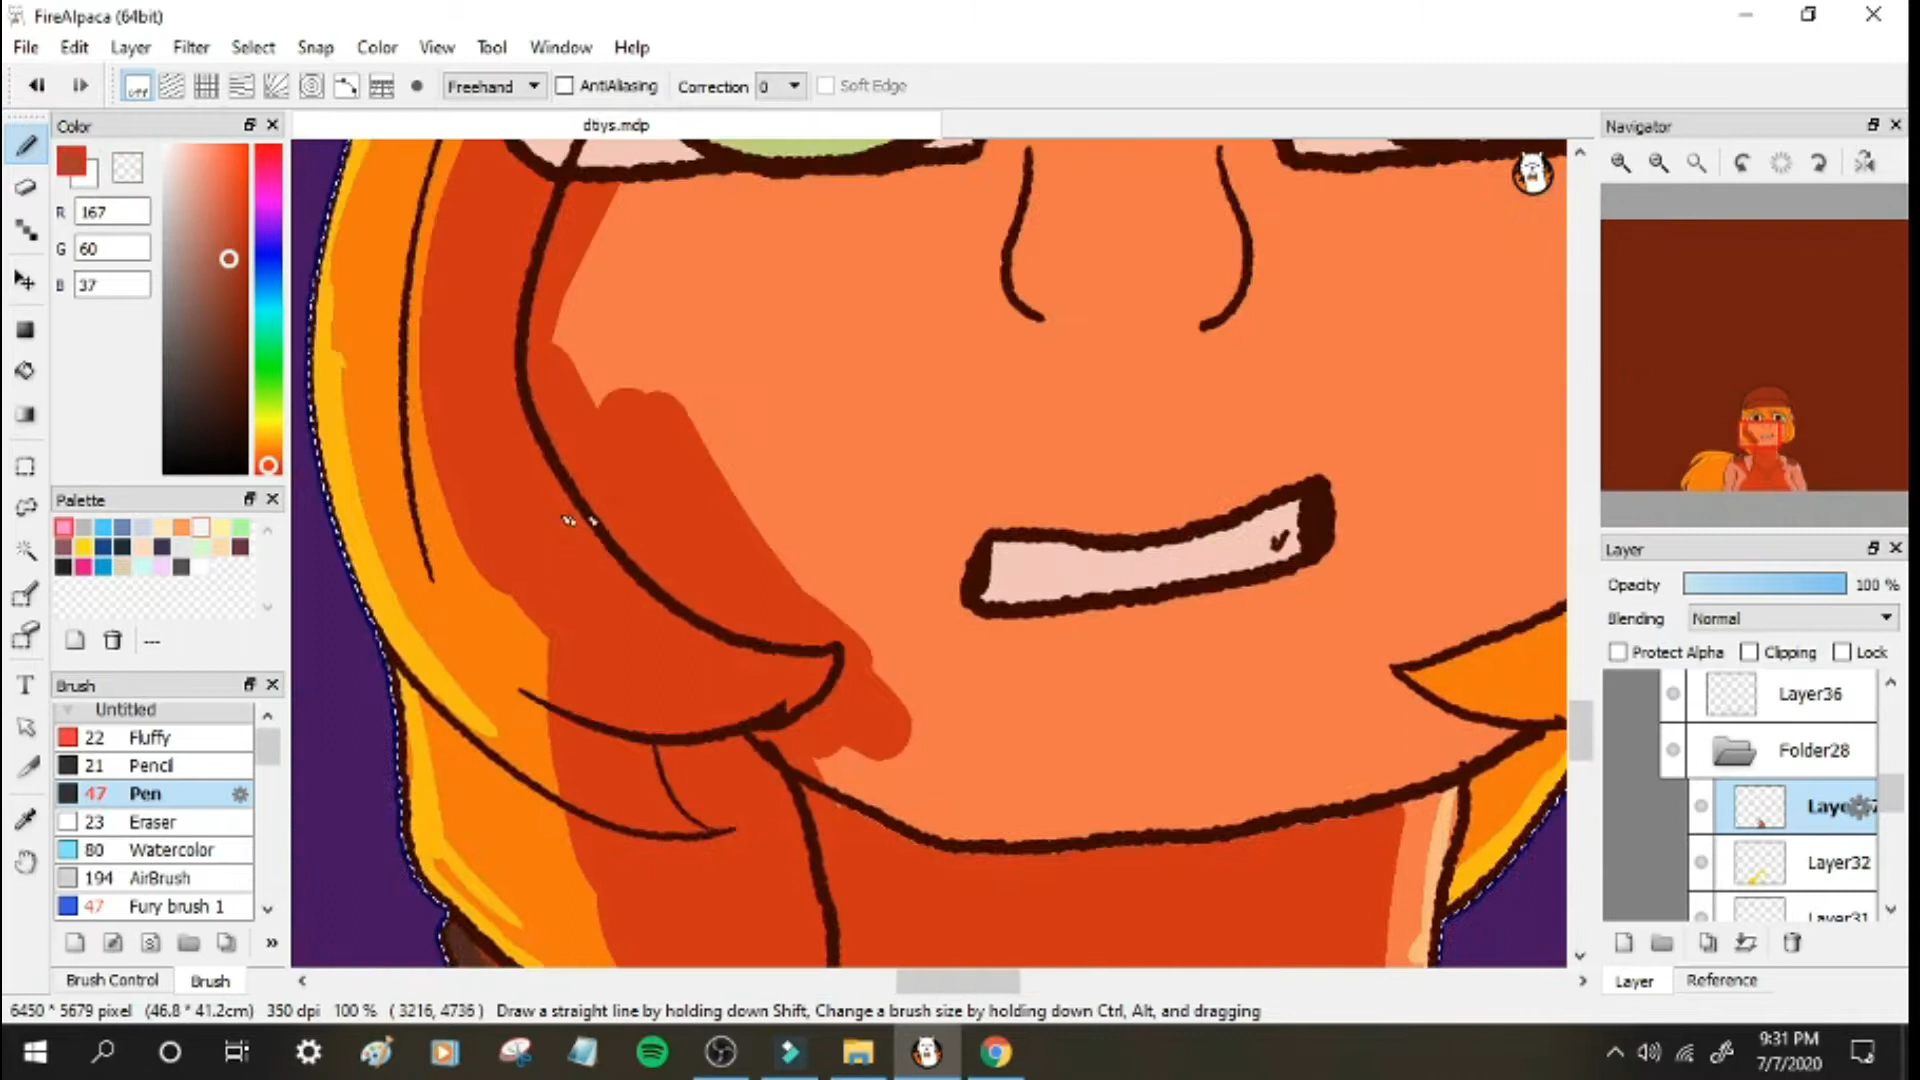 FireAlpaca (64bit)
File Edit Layer Filter Select Snap Color View Tool Window Help
off Freehand AntiAliasing Correction 0 Soft Edge
Color
dtiys.mdp
Navigator
R 167
G 60
B 37
Palette
---
Layer
Opacity 100 %
Blending Normal
Protect Alpha Clipping Lock
Brush
Untitled
22 Fluffy
21 Pencil
47 Pen
23 Eraser
80 Watercolor
194 AirBrush
47 Fury brush 1
T
Layer36
Folder28
Layer32
Layer31
Brush Control Brush
Layer Reference
6450 * 5679 pixel (46.8 * 41.2cm) 350 dpi 100 % ( 3216, 4736 ) Draw a straight line by holding down Shift, Change a brush size by holding down Ctrl, Alt, and dragging
9:31 PM
7/7/2020